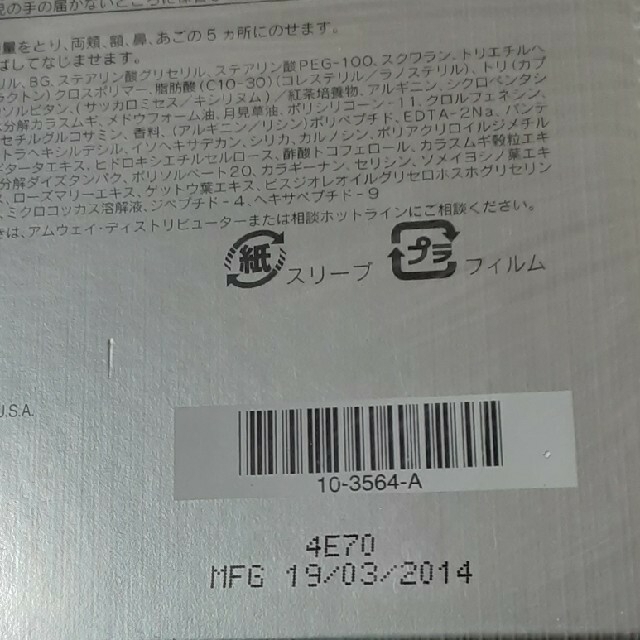 見の手の届かないところに保管
量をとり、両頬、額、鼻、あごの5ヵ所にのせます。
ばしてなじませます。
リル、BG、ステアリン酸グリセリル、ステアリン酸PEG-100、スクワラン、トリエチルヘ
ラクトン)クロスポリマー、脂肪酸(C10-30)(コレステリル/ラノステリル)、トリ(カプ
ソルビタン、(サッカロミセス/キシリヌム)/紅茶培養物、アルギニン、シクロペンタシ
分解カラスムギ、メドウフォーム油、月見草油、ポリシリコーン-11、クロルフェネシン、
セチルグルコサミン、香料、(アルギニン/リシン)ポリペプチド、EDTA-2Na、パンテ
トラヘキシルデシル、イソヘキサデカン、シリカ、カルノシン、ポリアクリロイルジメチル
タータエキス、ヒドロキシエチルセルロース、酢酸トコフェロール、カラスムギ穀粒エキ
分解ダイズタンパク、ポリソルベート20、カラギーナン、セリシン、ソメイヨシノ葉エキ
ス、ローズマリーエキス、ゲットウ葉エキス、ビスジオレオイルグリセロホスホグリセリン
ミクロコッカス溶解液、ジペプチド-4、ヘキサペプチド-9
は、アムウェイ・ディストリビューターまたは相談ホットラインにご相談ください。
紙 スリーブ プラ フィルム
U.S.A.
10-3564-A
4E70
MFG 19/03/2014